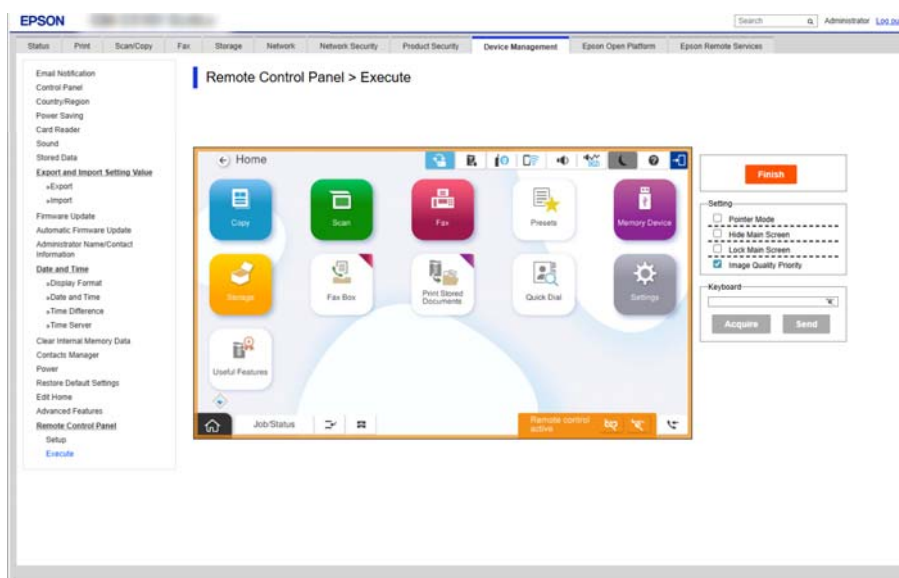 EPSON
Search
Administrator
Log ou
Status
Print
Scan/Copy
Fax
Storage
Network
Network Security
Product Security
Device Management
Epson Open Platform
Epson Remote Services
Email Notification
Control Panel
Country/Region
Power Saving
Card Reader
Sound
Stored Data
Export and Import Setting Value
»Export
»Import
Firmware Update
Automatic Firmware Update
Administrator Name/Contact
Information
Date and Time
»Display Format
»Date and Time
»Time Difference
»Time Server
Clear Internal Memory Data
Contacts Manager
Power
Restore Default Settings
Edit Home
Advanced Features
Remote Control Panel
Setup
Execute
Remote Control Panel > Execute
Home
Copy
Scan
Fax
Presets
Memory Device
Storage
Fax Box
Print Stored
Documents
Quick Dial
Settings
Useful Features
Job/Status
Remote control
active
Finish
Setting
Pointer Mode
Hide Main Screen
Lock Main Screen
Image Quality Priority
Keyboard
Acquire
Send